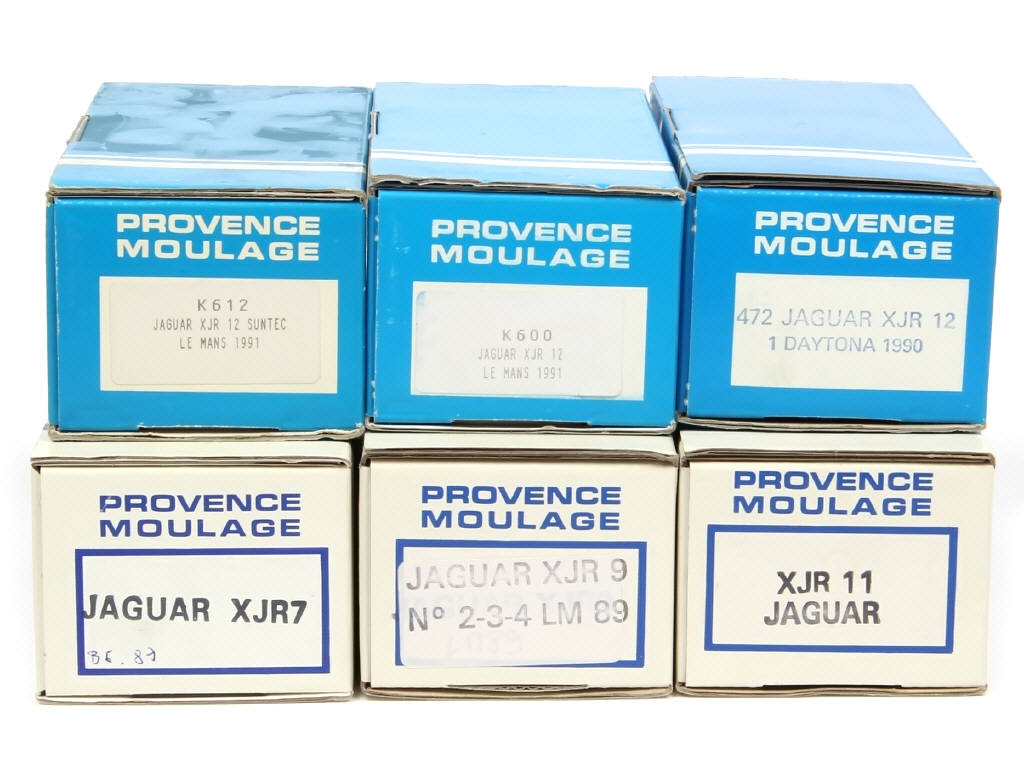 PROVENCE
MOULAGE
K612
JAGUAR XJR 12 SUNTEC
LE MANS 1991
PROVENCE
MOULAGE
K600
JAGUAR XJR 12
LE MANS 1991
PROVENCE
MOULAGE
472 JAGUAR XJR 12
1 DAYTONA 1990
PROVENCE
MOULAGE
JAGUAR XJR7
PROVENCE
MOULAGE
JAGUAR XJR 9
Nº 2-3-4 LM 89
PROVENCE
MOULAGE
XJR 11
JAGUAR